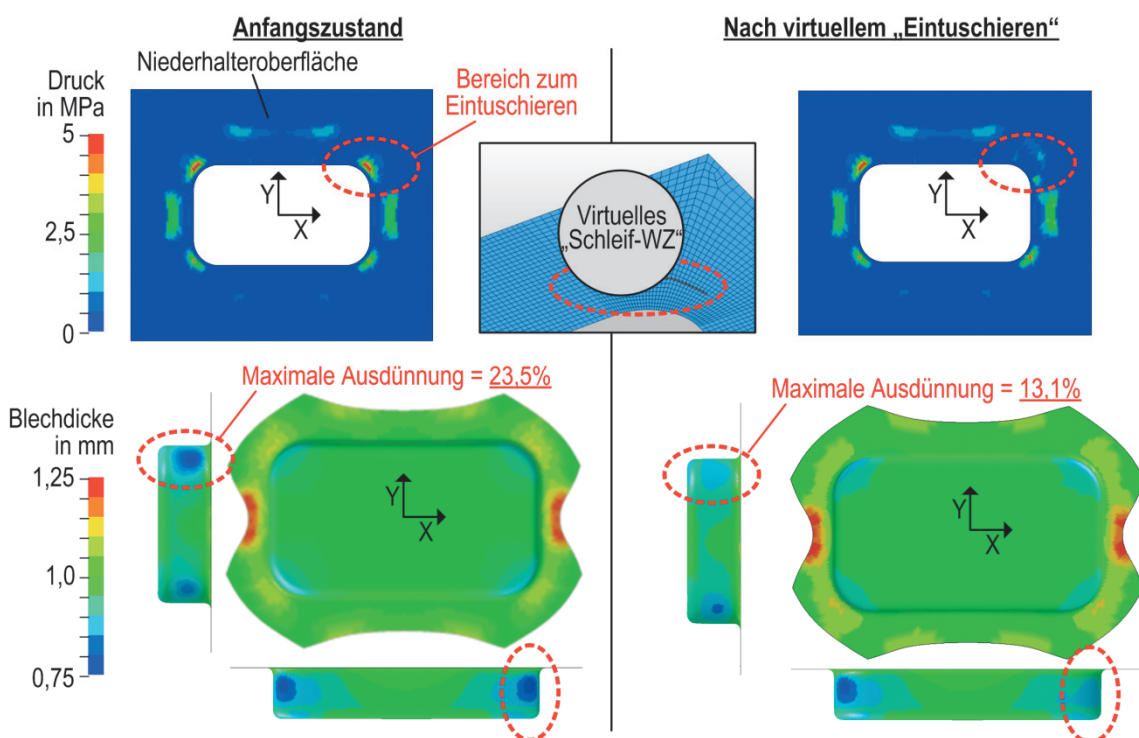 Anfangszustand
Nach virtuellem „Eintuschieren“
Niederhalteroberfläche
Druck
in MPa
Bereich zum
Eintuschieren
5
2,5
0
Y
X
Virtuelles
„Schleif-WZ“
Y
X
Maximale Ausdünnung = 23,5%
Maximale Ausdünnung = 13,1%
Blechdicke
in mm
1,25
1,0
0,75
Y
X
Y
X